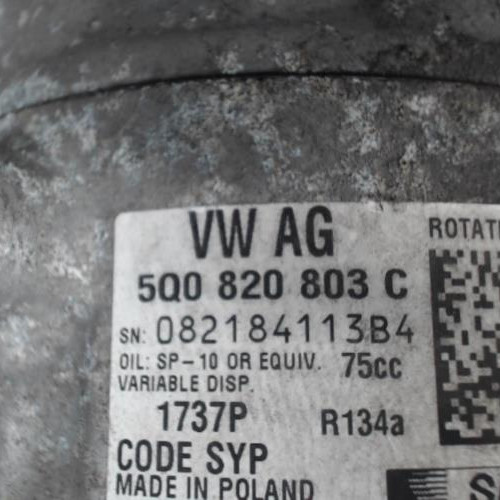 VW AG
ROTATE
5Q0 820 803 C
SN: 082184113B4
OIL: SP-10 OR EQUIV. 75cc
VARIABLE DISP.
1737P R134a
CODE SYP
MADE IN POLAND